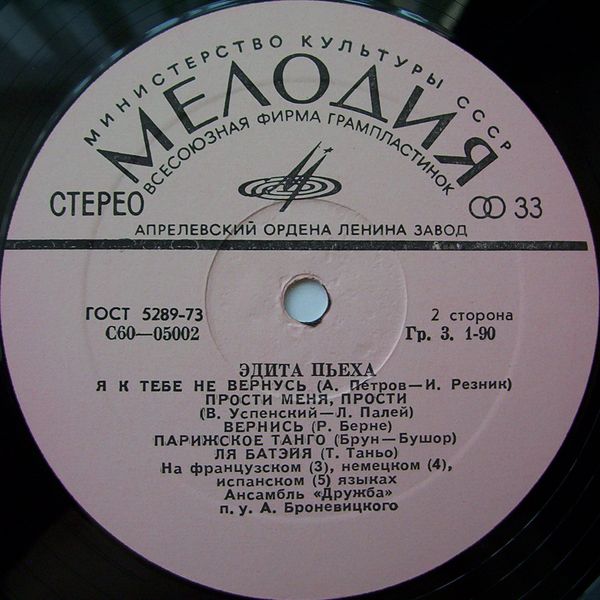 МИНИСТЕРСТВО КУЛЬТУРЫ СССР
МЕЛОДИЯ
ВСЕСОЮЗНАЯ ФИРМА ГРАМПЛАСТИНОК
СТЕРЕО
33
АПРЕЛЕВСКИЙ ОРДЕНА ЛЕНИНА ЗАВОД
ГОСТ 5289-73
2 сторона
С60—05002
Гр. 3. 1-90
ЭДИТА ПЬЕХА
Я К ТЕБЕ НЕ ВЕРНУСЬ (А. Петров—И. Резник)
ПРОСТИ МЕНЯ, ПРОСТИ
(В. Успенский—Л. Палей)
ВЕРНИСЬ (Р. Берне)
ПАРИЖСКОЕ ТАНГО (Брун—Бушор)
ЛЯ БАТЭЙЯ (Т. Таньо)
На французском (3), немецком (4),
испанском (5) языках
Ансамбль «Дружба»
п. у. А. Броневицкого